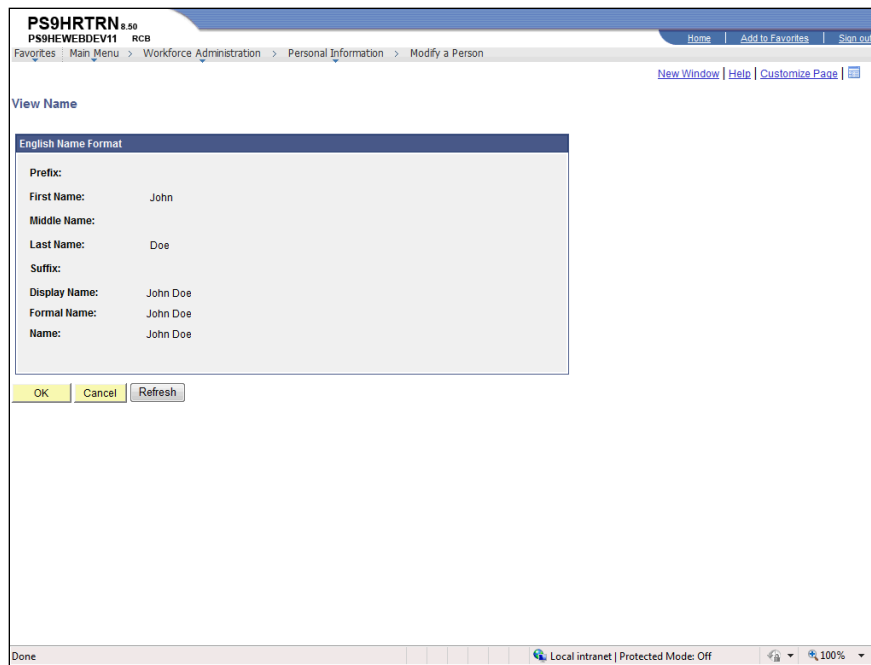 PS9HRTRN 8.50
PS9HEWEBDEV11 RCB
Home | Add to Favorites | Sign out
Favorites Main Menu > Workforce Administration > Personal Information > Modify a Person
New Window | Help | Customize Page |
View Name
English Name Format
Prefix:
First Name: John
Middle Name:
Last Name: Doe
Suffix:
Display Name: John Doe
Formal Name: John Doe
Name: John Doe
OK Cancel Refresh
Done Local intranet | Protected Mode: Off 100%